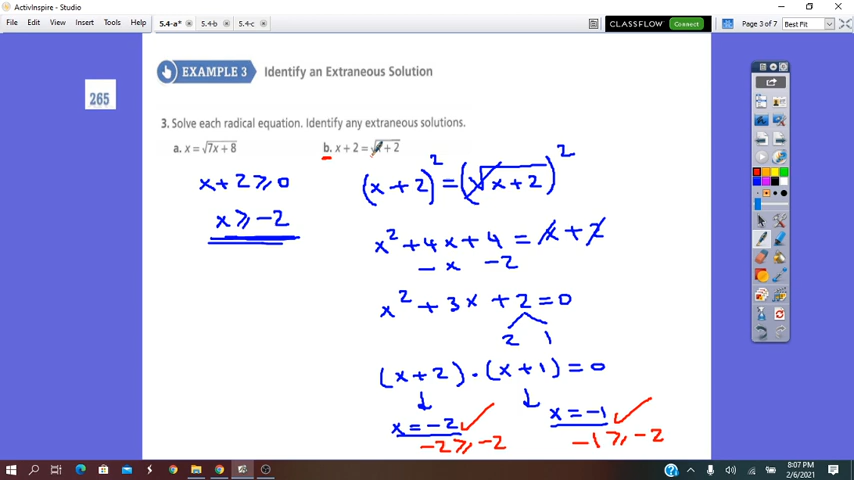 ActivInspire - Studio
File Edit View Insert Tools Help
CLASSFLOW Connect
Page 3 of 7
Best Fit
5.4-a* 5.4-b 5.4-c
265
EXAMPLE 3 Identify an Extraneous Solution
3. Solve each radical equation. Identify any extraneous solutions.
a. x = √7x + 8
b. x + 2 = √x + 2
x + 2 ⩾ 0
x ⩾ -2
(x + 2)² = (√x + 2)²
x² + 4x + 4 = x + 2
- x - 2
x² + 3x + 2 = 0
2 1
(x + 2) · (x + 1) = 0
↓ ↓
x = -2 ✓ x = -1 ✓
-2 ⩾ -2 -1 ⩾ -2
8:07 PM
2/6/2021